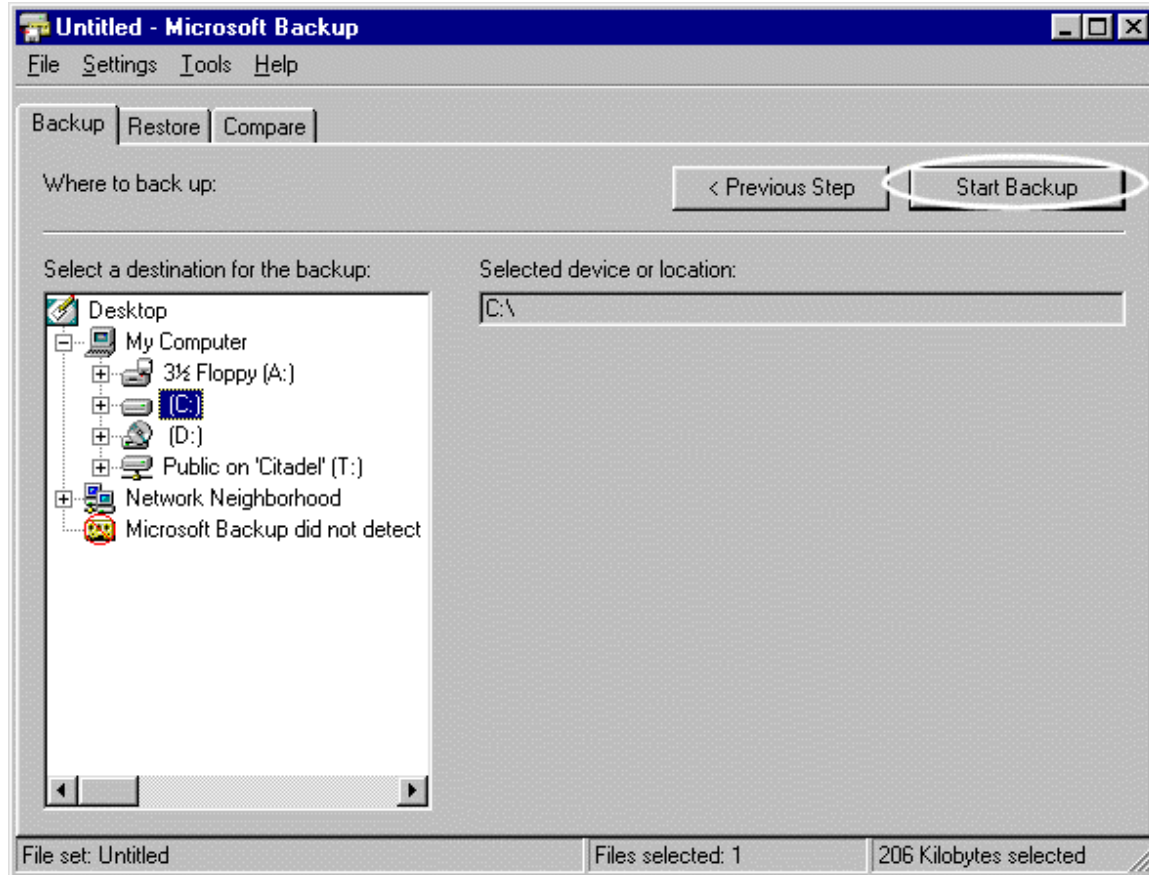 Untitled - Microsoft Backup
File Settings Tools Help
Backup Restore Compare
Where to back up:
< Previous Step
Start Backup
Select a destination for the backup:
Selected device or location:
C:\
Desktop
My Computer
3½ Floppy (A:)
(C:)
(D:)
Public on 'Citadel' (T:)
Network Neighborhood
Microsoft Backup did not detect
File set: Untitled
Files selected: 1
206 Kilobytes selected